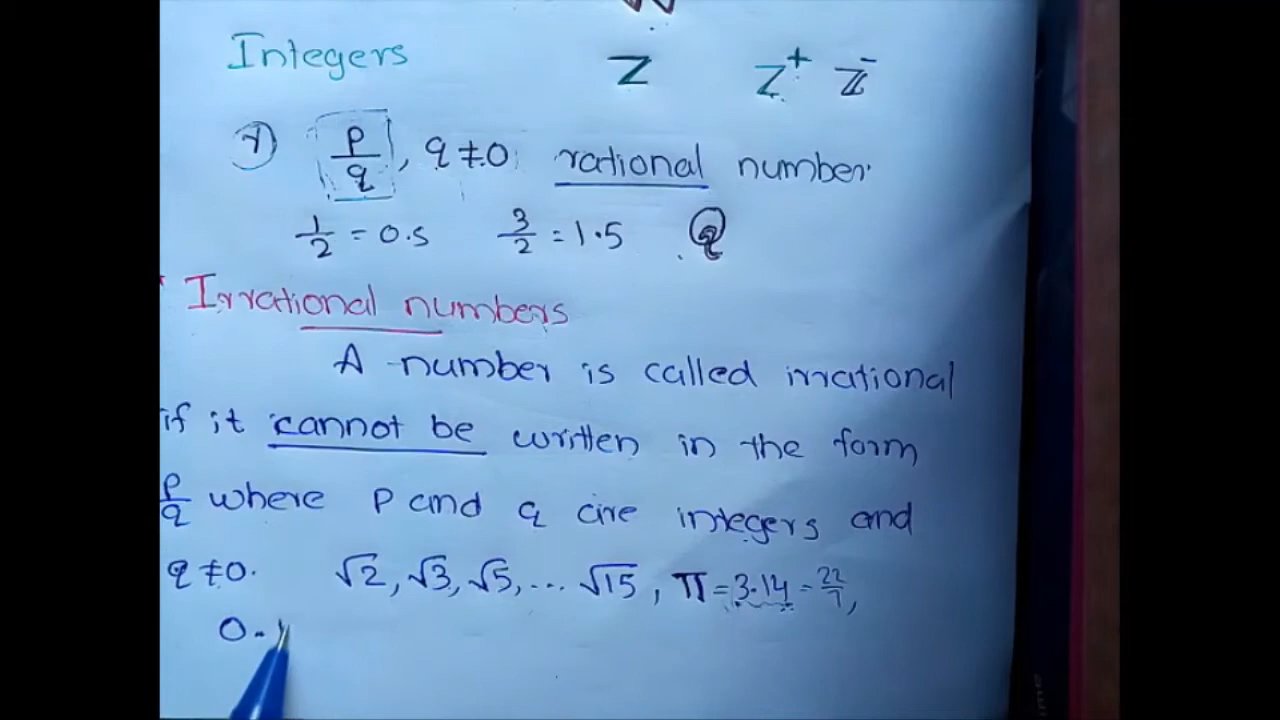 Integers Z Z⁺ Z⁻
r) p/q, q≠0 rational number
1/2 = 0.5 3/2 = 1.5 Q
Irrational numbers
A number is called irrational
if it cannot be written in the form
p/q where p and q are integers and
q≠0. √2, √3, √5, ... √15, π = 3.14 = 22/7,
0.1